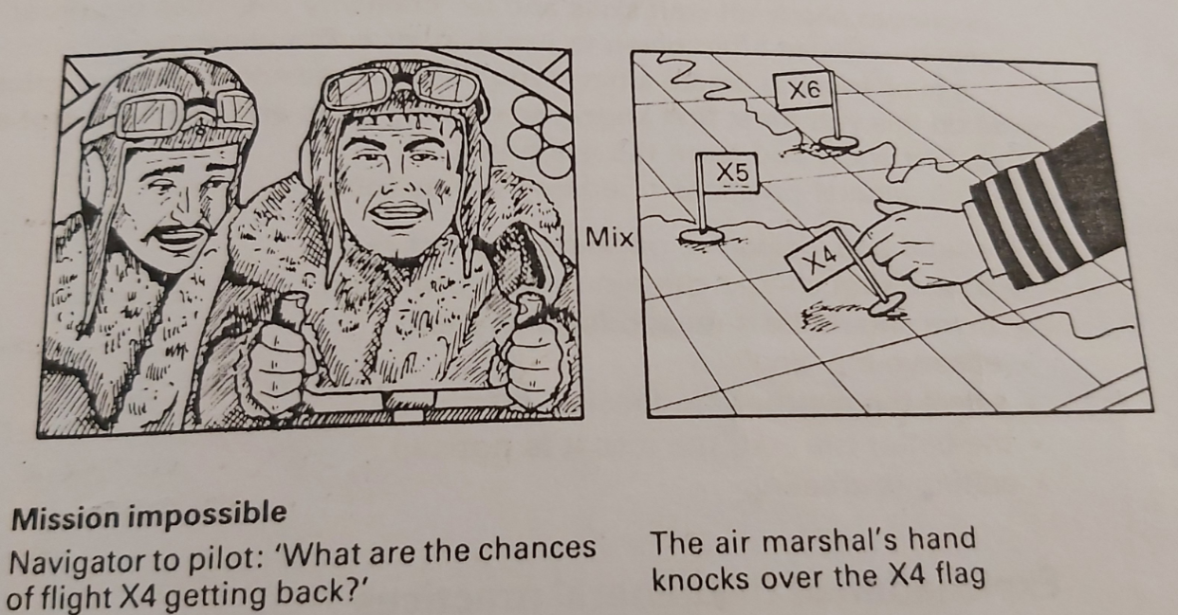 X6
X5
Mix
X4
Mission impossible
Navigator to pilot: ‘What are the chances
of flight X4 getting back?’
The air marshal’s hand
knocks over the X4 flag